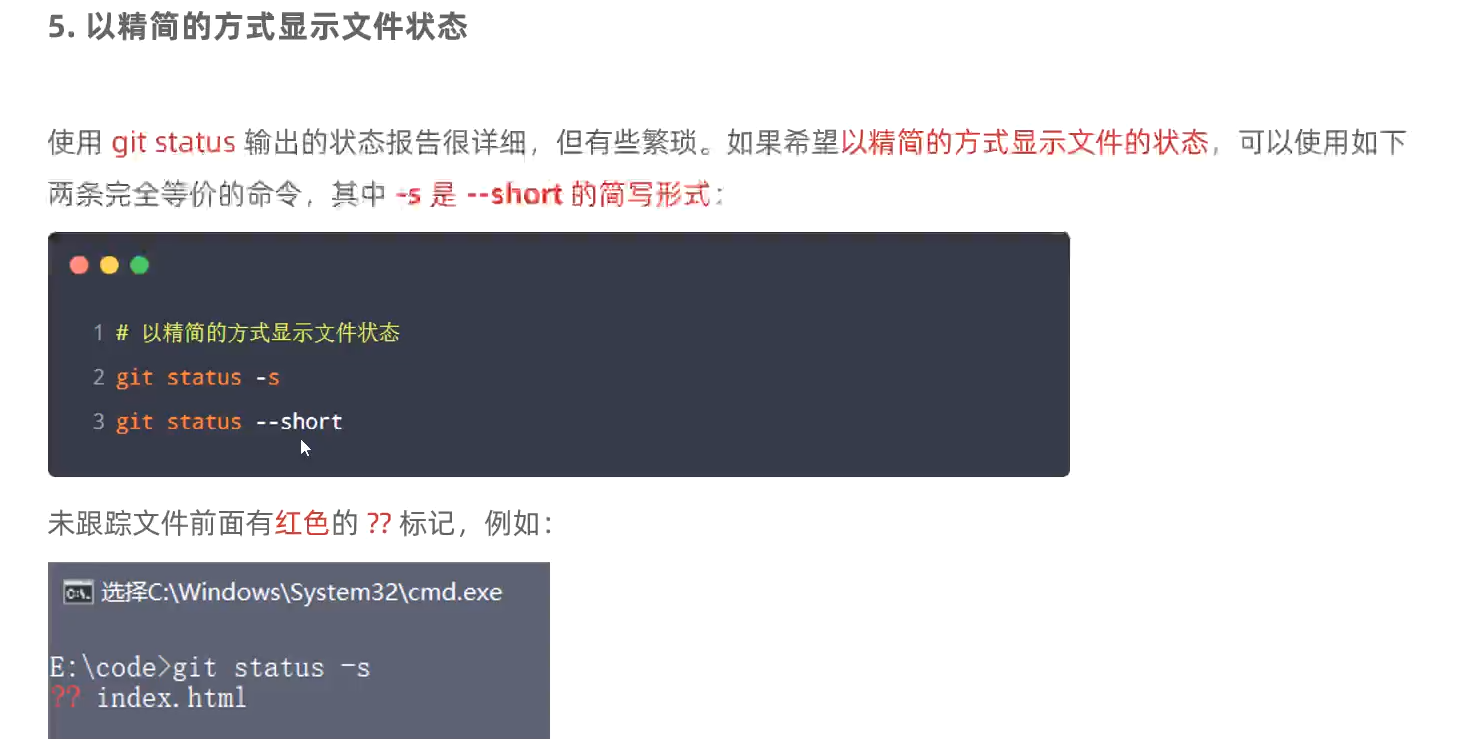 5. 以精简的方式显示文件状态
使用 git status 输出的状态报告很详细，但有些繁琐。如果希望以精简的方式显示文件的状态，可以使用如下
两条完全等价的命令，其中 -s 是 --short 的简写形式：
1 # 以精简的方式显示文件状态
2 git status -s
3 git status --short
未跟踪文件前面有红色的 ?? 标记，例如：
选择C:\Windows\System32\cmd.exe
E:\code>git status -s
?? index.html